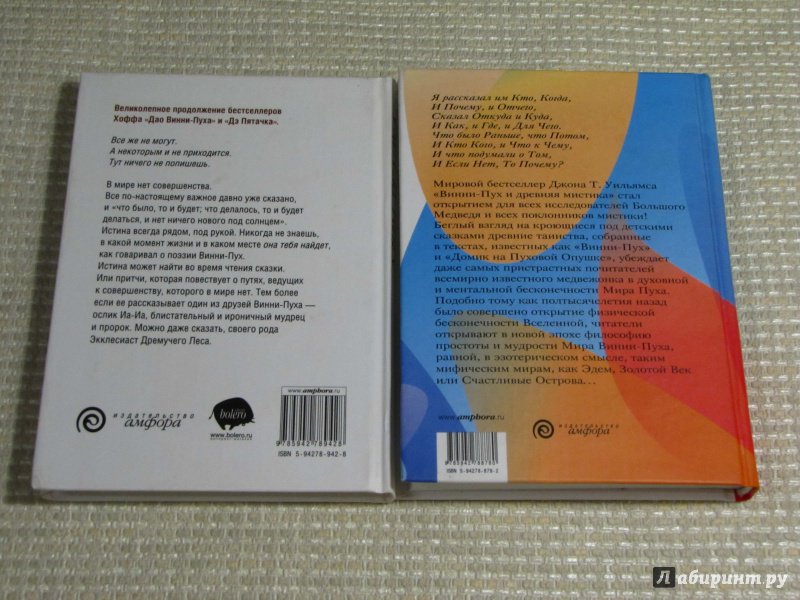 Великолепное продолжение бестселлеров
Хоффа «Дао Винни-Пуха» и «Дэ Пятачка».
Все же не могут.
А некоторым и не приходится.
Тут ничего не попишешь.
В мире нет совершенства.
Все по-настоящему важное давно уже сказано,
и «что было, то и будет; что делалось, то и будет
делаться, и нет ничего нового под солнцем».
Истина всегда рядом, под рукой. Никогда не знаешь,
в какой момент жизни и в каком месте она тебя найдет,
как говаривал о поэзии Винни-Пух.
Истина может найти во время чтения сказки.
Или притчи, которая повествует о путях, ведущих
к совершенству, которого в мире нет. Тем более
если ее рассказывает один из друзей Винни-Пуха —
ослик Иа-Иа, блистательный и ироничный мудрец
и пророк. Можно даже сказать, своего рода
Экклесиаст Дремучего Леса.
издательство
амфора
bolero
www.bolero.ru
www.amphora.ru
9785942789428
ISBN 5-94278-942-8
Я рассказал им Кто, Когда,
И Почему, и Отчего,
Сказал Откуда и Куда,
И Как, и Где, и Для Чего.
Что было Раньше, что Потом,
И Кто Кого, и Что к Чему,
И что подумали о Том,
И Если Нет, То Почему?
Мировой бестселлер Джона Т. Уильямса
«Винни-Пух и древняя мистика» стал
открытием для всех исследователей Большого
Медведя и всех поклонников мистики!
Беглый взгляд на кроющиеся под детскими
сказками древние таинства, собранные
в текстах, известных как «Винни-Пух»
и «Домик на Пуховой Опушке», убеждает
даже самых пристрастных почитателей
всемирно известного медвежонка в духовной
и ментальной бесконечности Мира Пуха.
Подобно тому как полтысячелетия назад
было совершено открытие физической
бесконечности Вселенной, читатели
открывают в новой эпохе философию
простоты и мудрости Мира Винни-Пуха,
равной, в эзотерическом смысле, таким
мифическим мирам, как Эдем, Золотой Век
или Счастливые Острова...
www.amphora.ru
издательство
амфора
ISBN 5-94278-878-2
Лабиринт.ру